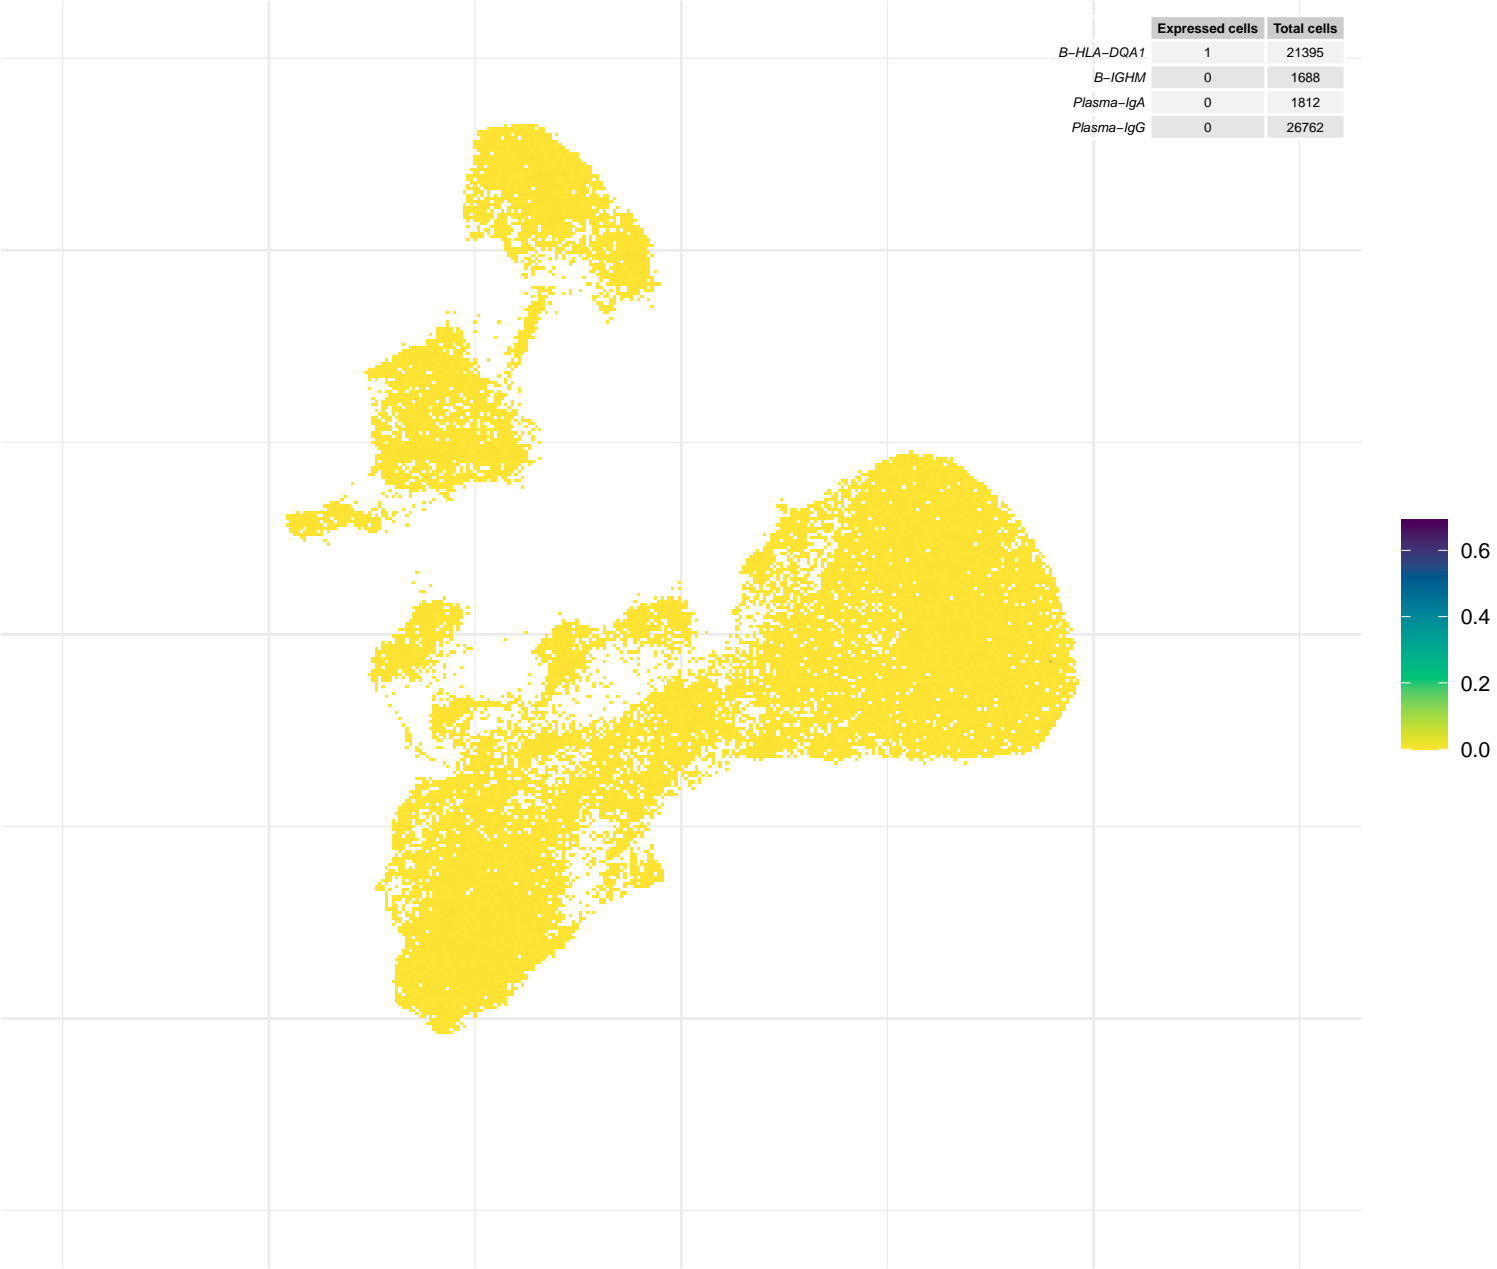 Expressed cells Total cells
B−HLA−DQA1 1 21395
B−IGHM 0 1688
Plasma−IgA 0 1812
Plasma−IgG 0 26762
0.6
0.4
0.2
0.0